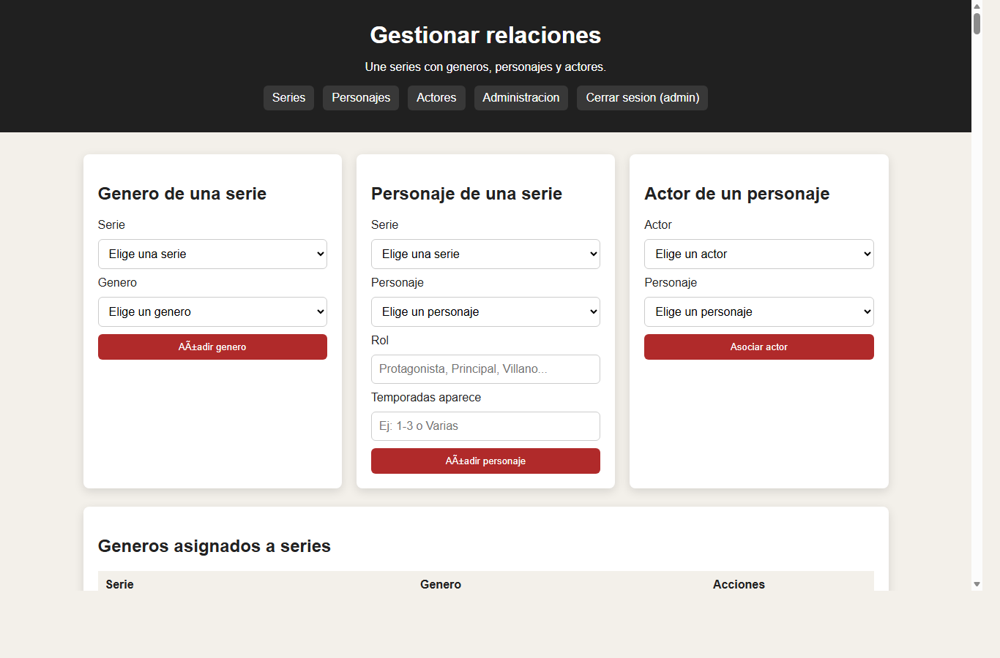 Gestionar relaciones
Une series con generos, personajes y actores.
Series Personajes Actores Administracion Cerrar sesion (admin)
Genero de una serie
Serie
Elige una serie
Genero
Elige un genero
AÃ±adir genero
Personaje de una serie
Serie
Elige una serie
Personaje
Elige un personaje
Rol
Protagonista, Principal, Villano...
Temporadas aparece
Ej: 1-3 o Varias
AÃ±adir personaje
Actor de un personaje
Actor
Elige un actor
Personaje
Elige un personaje
Asociar actor
Generos asignados a series
Serie Genero Acciones